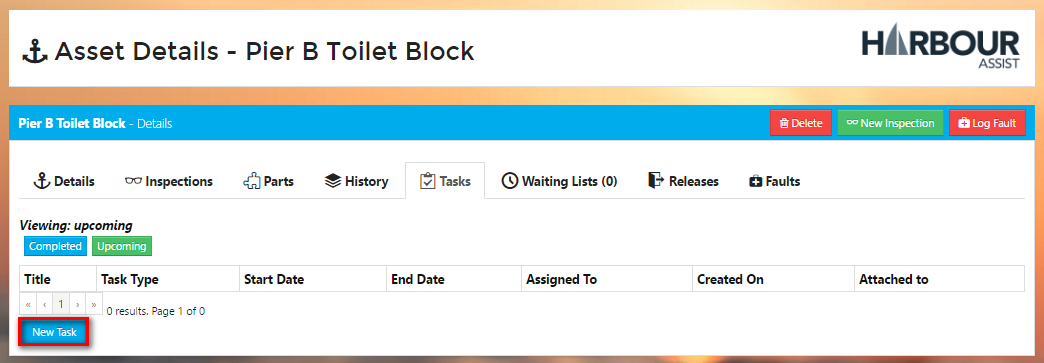 Asset Details - Pier B Toilet Block
HARBOUR
ASSIST
Pier B Toilet Block - Details
Delete
New Inspection
Log Fault
Details
Inspections
Parts
History
Tasks
Waiting Lists (0)
Releases
Faults
Viewing: upcoming
Completed
Upcoming
Title
Task Type
Start Date
End Date
Assigned To
Created On
Attached to
« ‹ 1 › »
0 results. Page 1 of 0
New Task